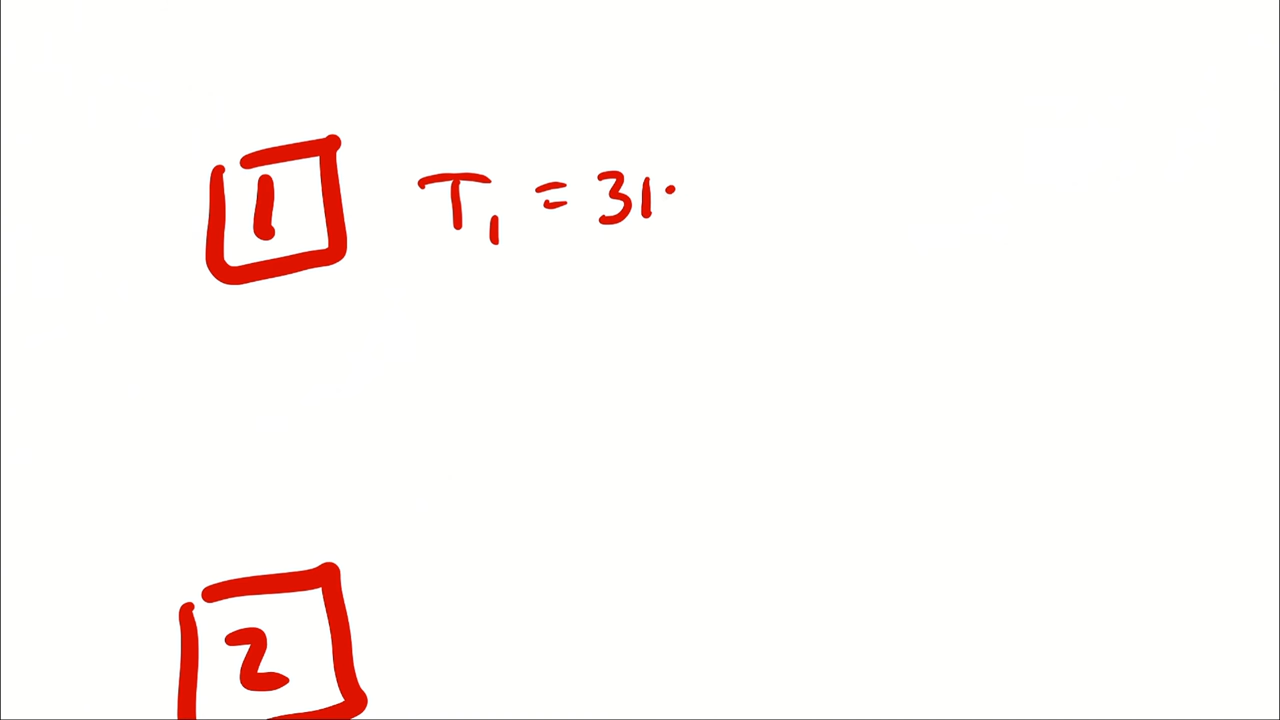 1 T₁ = 31·
2